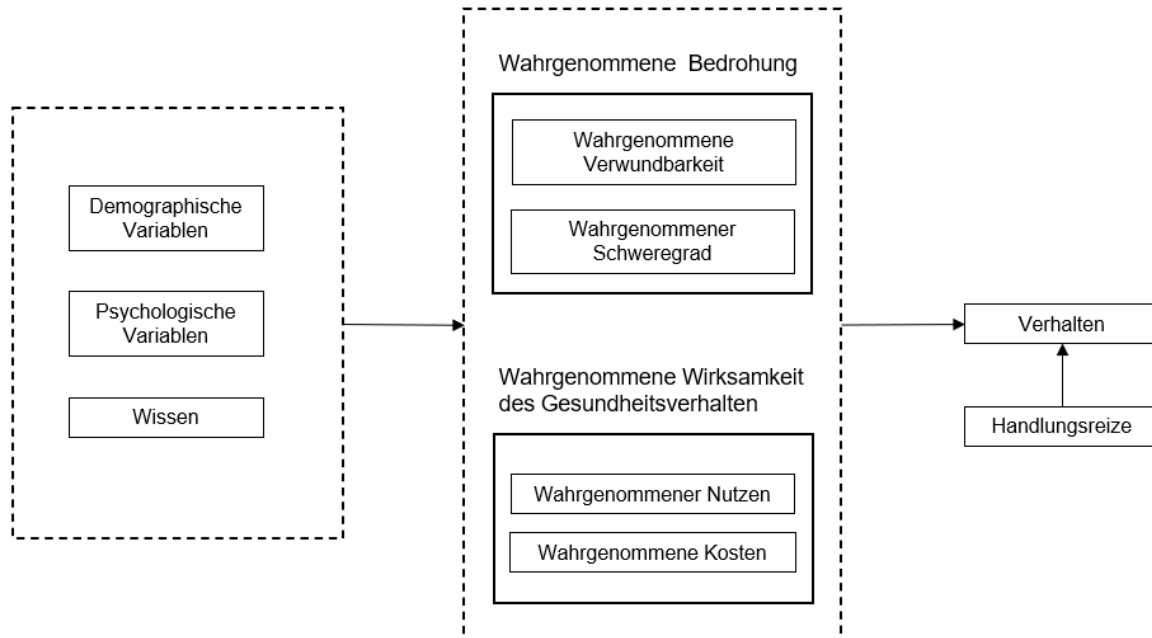 Demographische
Variablen
Psychologische
Variablen
Wissen
Wahrgenommene Bedrohung
Wahrgenommene
Verwundbarkeit
Wahrgenommener
Schweregrad
Wahrgenommene Wirksamkeit
des Gesundheitsverhalten
Wahrgenommener Nutzen
Wahrgenommene Kosten
Verhalten
Handlungsreize